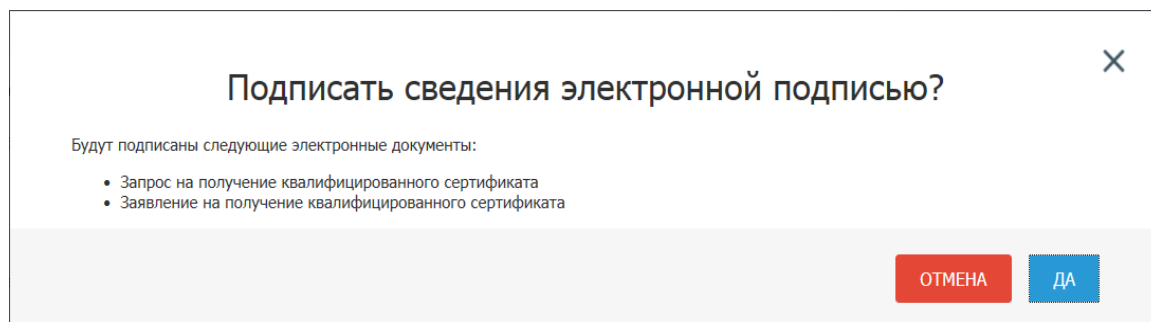 Подписать сведения электронной подписью?
Будут подписаны следующие электронные документы:
• Запрос на получение квалифицированного сертификата
• Заявление на получение квалифицированного сертификата
ОТМЕНА ДА